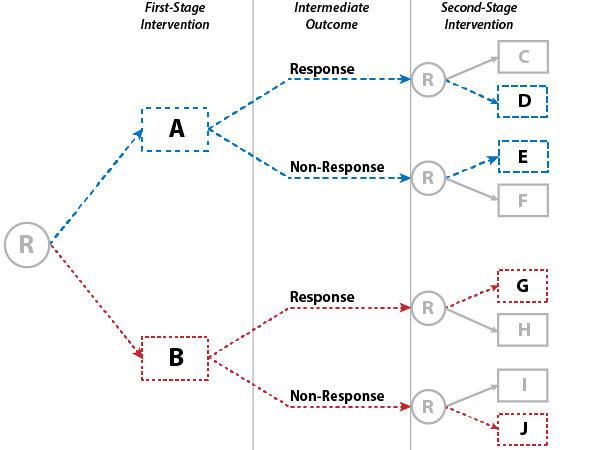 First-Stage
Intervention
Intermediate
Outcome
Second-Stage
Intervention
R
A
Response
R
C
D
Non-Response
R
E
F
B
Response
R
G
H
Non-Response
R
I
J